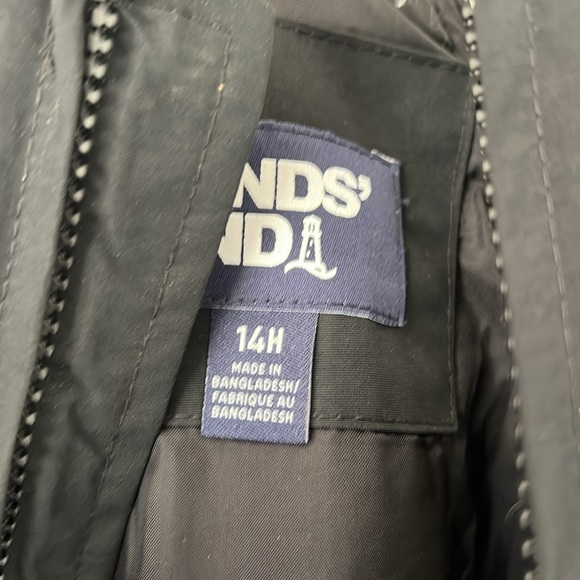 NDS'
ND
14H
MADE IN
BANGLADESH/
FABRIQUE AU
BANGLADESH